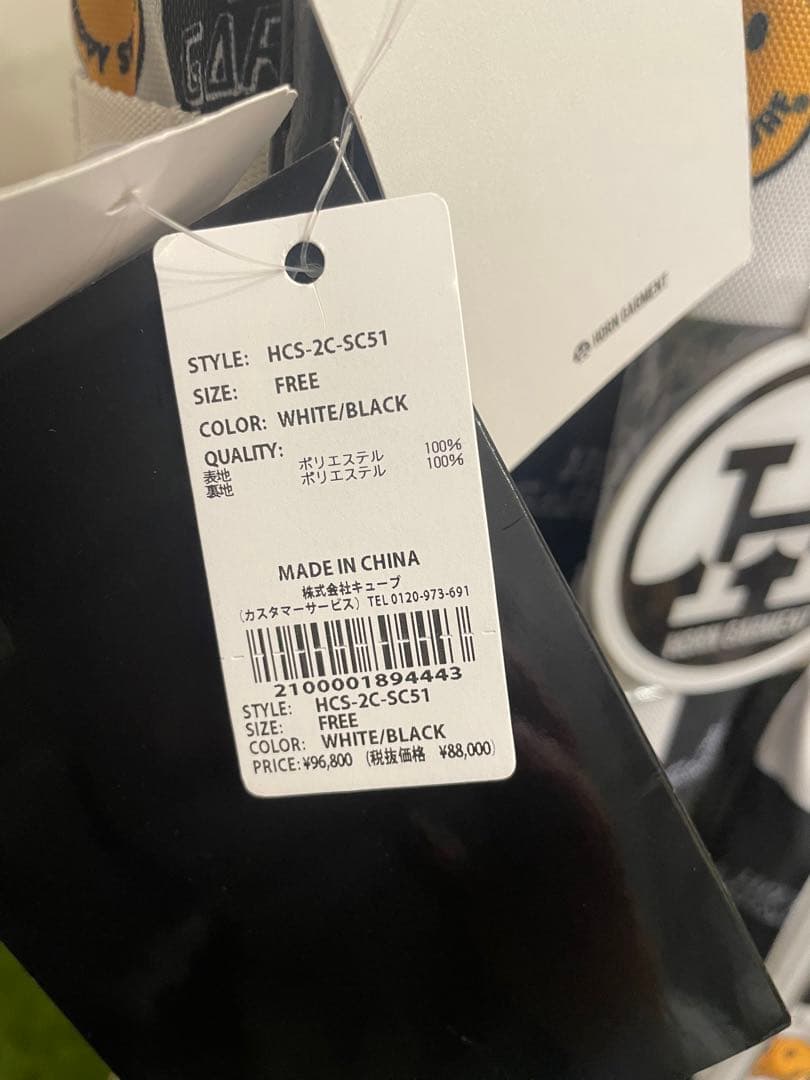 GAR
HORN GARMENT
STYLE: HCS-2C-SC51
SIZE: FREE
COLOR: WHITE/BLACK
QUALITY:
表地 ポリエステル 100%
裏地 ポリエステル 100%
MADE IN CHINA
株式会社キューブ
(カスタマーサービス) TEL 0120-973-691
2100001894443
STYLE: HCS-2C-SC51
SIZE: FREE
COLOR: WHITE/BLACK
PRICE: ¥96,800 (税抜価格 ¥88,000)
H
HORN GARMEN